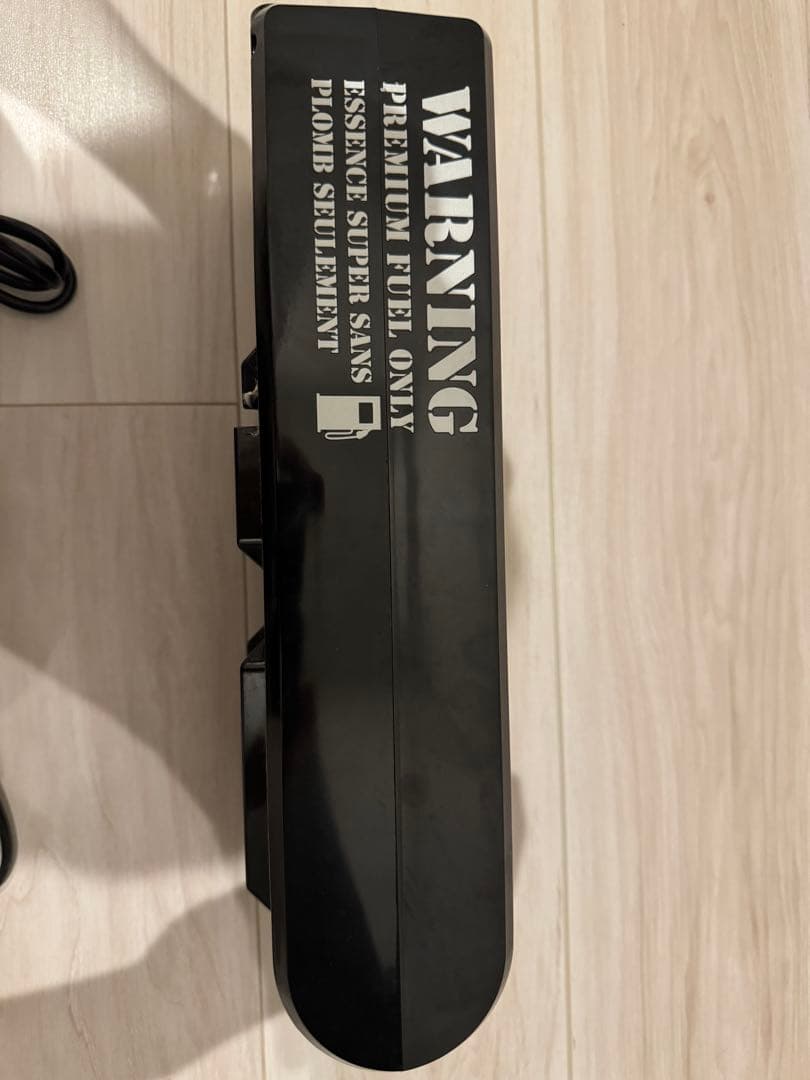 WARNING
PREMIUM FUEL ONLY
ESSENCE SUPER SANS
PLOMB SEULEMENT